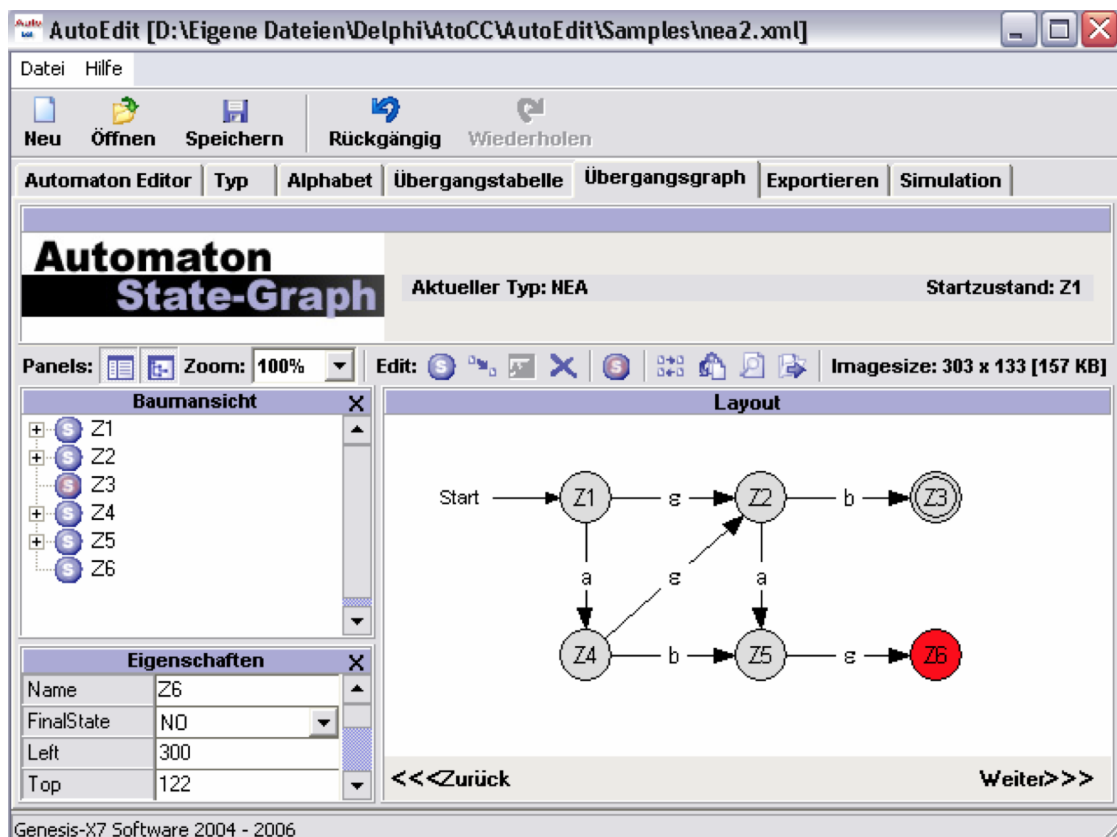 AutoEdit [D:\Eigene Dateien\Delphi\AtoCC\AutoEdit\Samples\nea2.xml]
Datei Hilfe
Neu Öffnen Speichern Rückgängig Wiederholen
Automaton Editor Typ Alphabet Übergangstabelle Übergangsgraph Exportieren Simulation
Automaton
State-Graph
Aktueller Typ: NEA Startzustand: Z1
Panels: Zoom: 100% Edit: Imagesize: 303 x 133 [157 KB]
Baumansicht X
Z1
Z2
Z3
Z4
Z5
Z6
Eigenschaften X
Name Z6
FinalState NO
Left 300
Top 122
Layout
Start Z1 ε Z2 b Z3
a ε a
Z4 b Z5 ε Z6
<<<Zurück Weiter>>>
Genesis-X7 Software 2004 - 2006